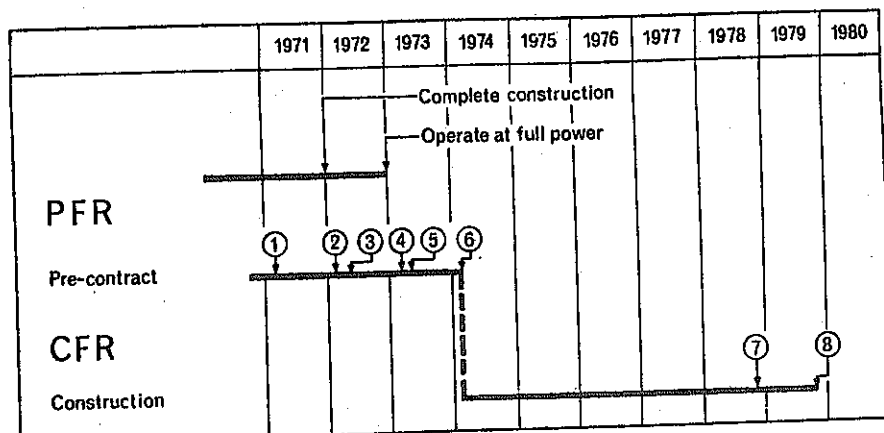 1971 1972 1973 1974 1975 1976 1977 1978 1979 1980
Complete construction
Operate at full power
PFR
1 2 3 4 5 6
Pre-contract
CFR
7 8
Construction